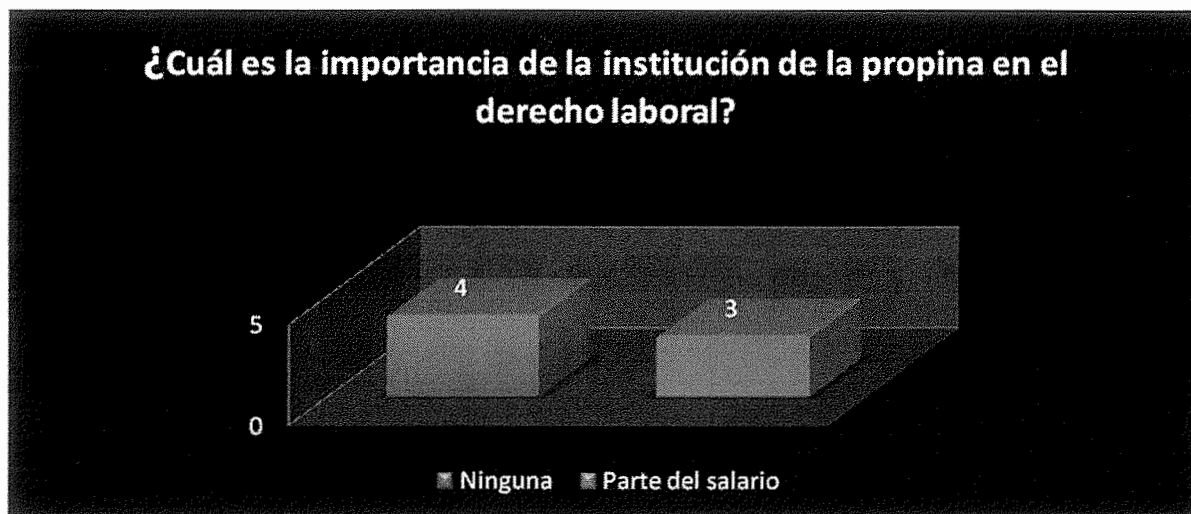 ¿Cuál es la importancia de la institución de la propina en el
derecho laboral?
4
3
5
0
Ninguna Parte del salario